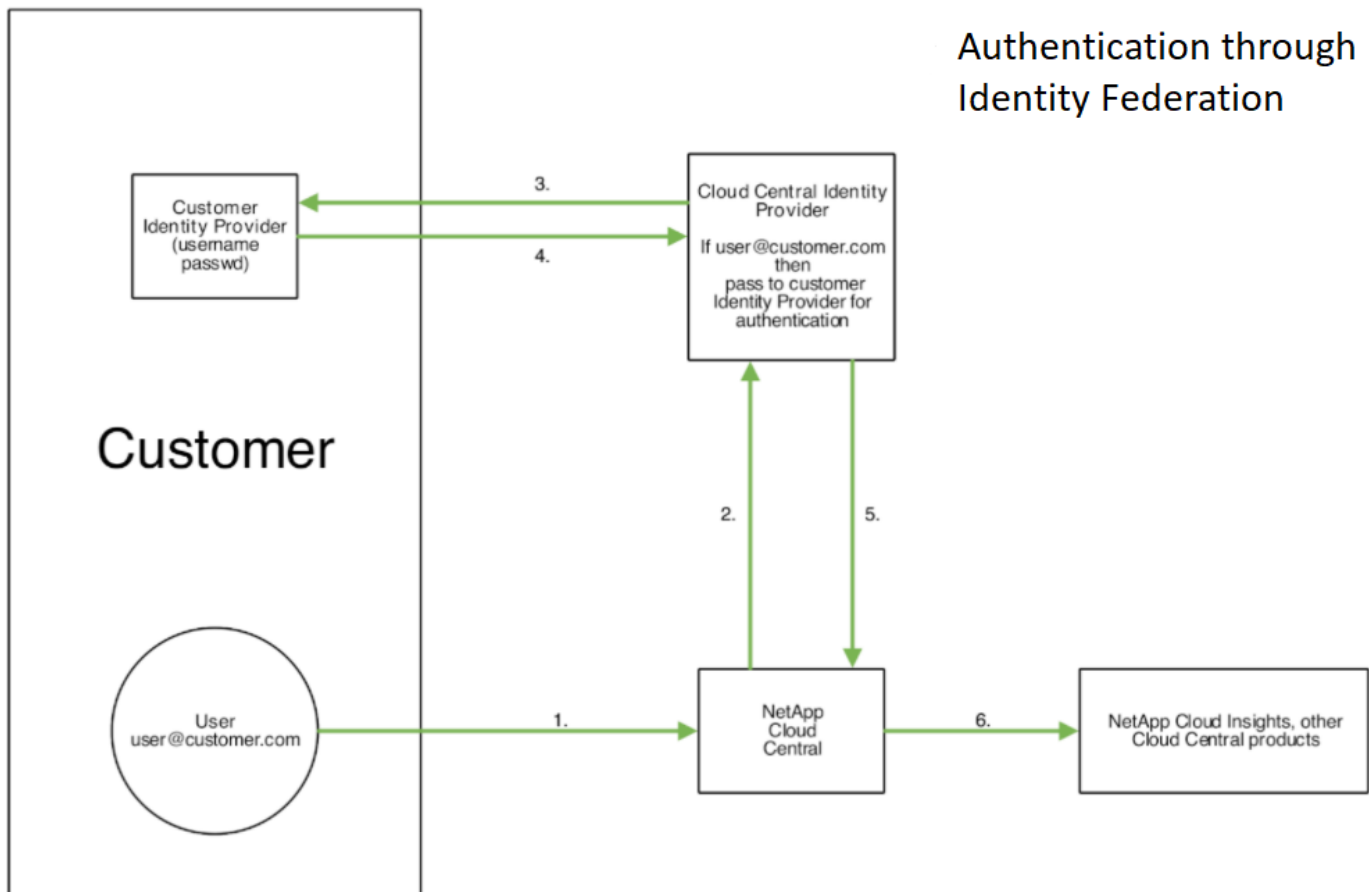 Authentication through
Identity Federation
Customer
Identity Provider
(username
passwd)
3.
4.
Cloud Central Identity
Provider
If user@customer.com
then
pass to customer
Identity Provider for
authentication
Customer
2.
5.
User
user@customer.com
1.
NetApp
Cloud
Central
6.
NetApp Cloud Insights, other
Cloud Central products